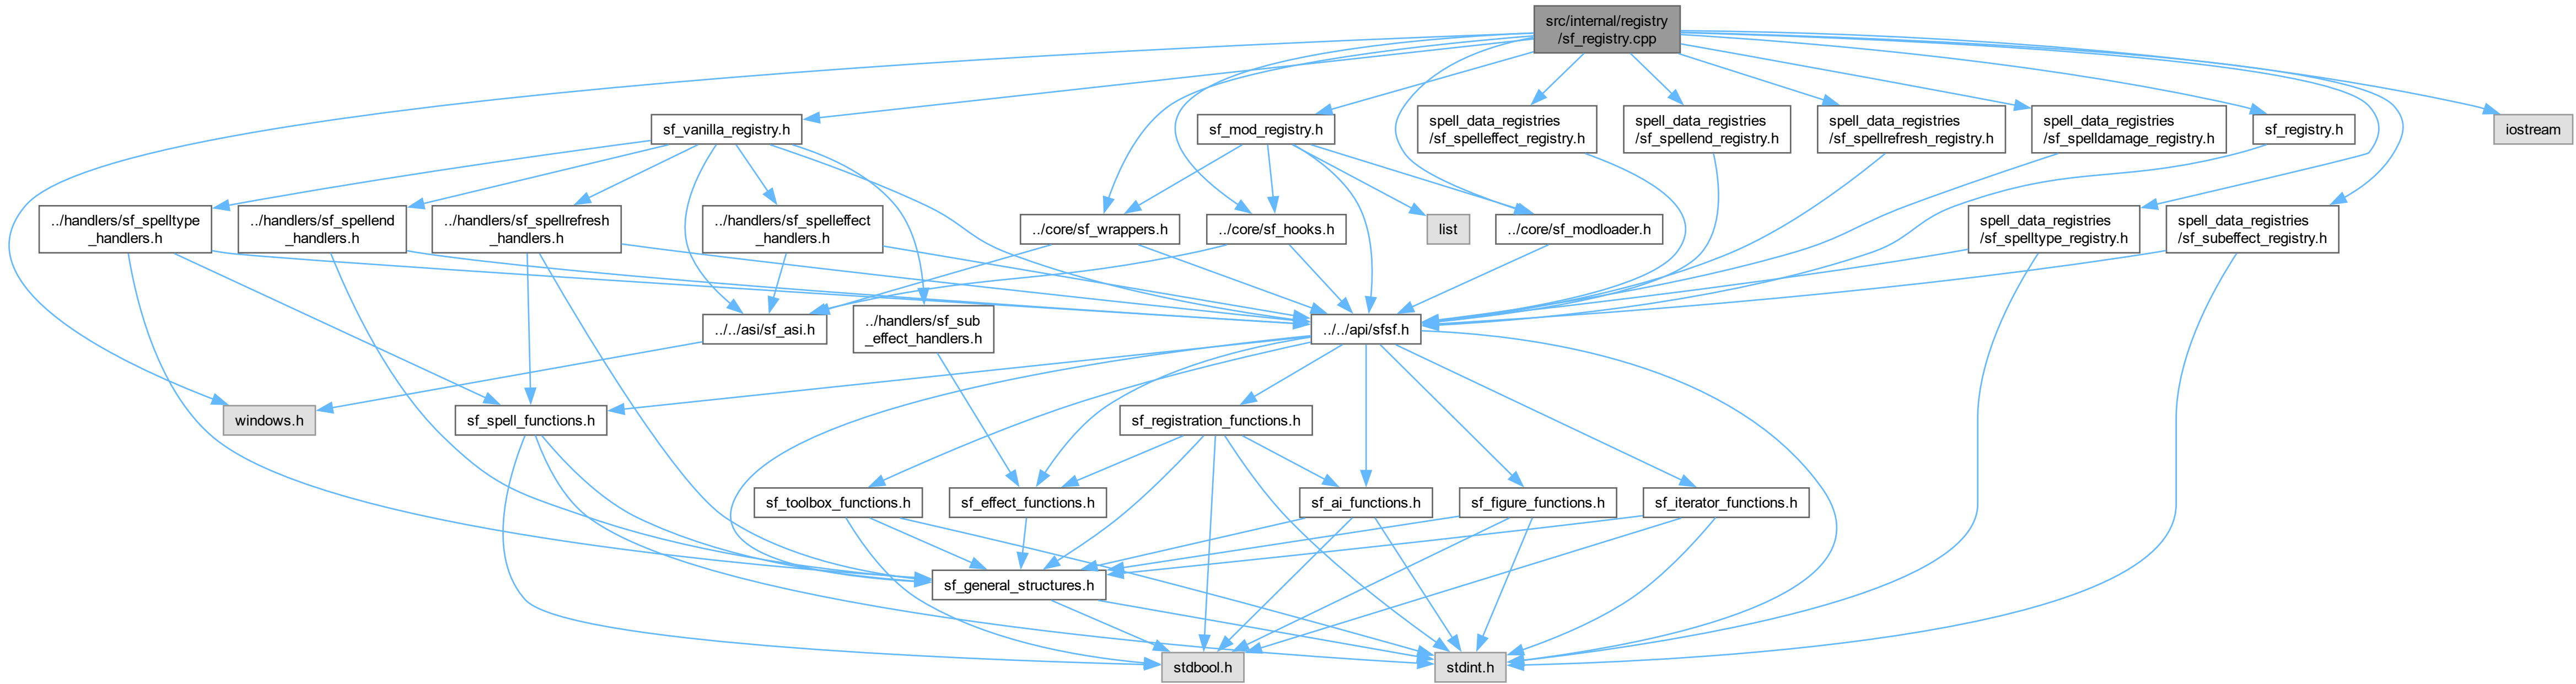 src/internal/registry
/sf_registry.cpp
sf_vanilla_registry.h
sf_mod_registry.h
spell_data_registries
/sf_spelleffect_registry.h
spell_data_registries
/sf_spellend_registry.h
spell_data_registries
/sf_spellrefresh_registry.h
spell_data_registries
/sf_spelldamage_registry.h
sf_registry.h
iostream
../handlers/sf_spelltype
_handlers.h
../handlers/sf_spellend
_handlers.h
../handlers/sf_spellrefresh
_handlers.h
../handlers/sf_spelleffect
_handlers.h
../core/sf_wrappers.h
../core/sf_hooks.h
list
../core/sf_modloader.h
spell_data_registries
/sf_spelltype_registry.h
spell_data_registries
/sf_subeffect_registry.h
../../asi/sf_asi.h
../handlers/sf_sub
_effect_handlers.h
../../api/sfsf.h
windows.h
sf_spell_functions.h
sf_registration_functions.h
sf_toolbox_functions.h
sf_effect_functions.h
sf_ai_functions.h
sf_figure_functions.h
sf_iterator_functions.h
sf_general_structures.h
stdbool.h
stdint.h